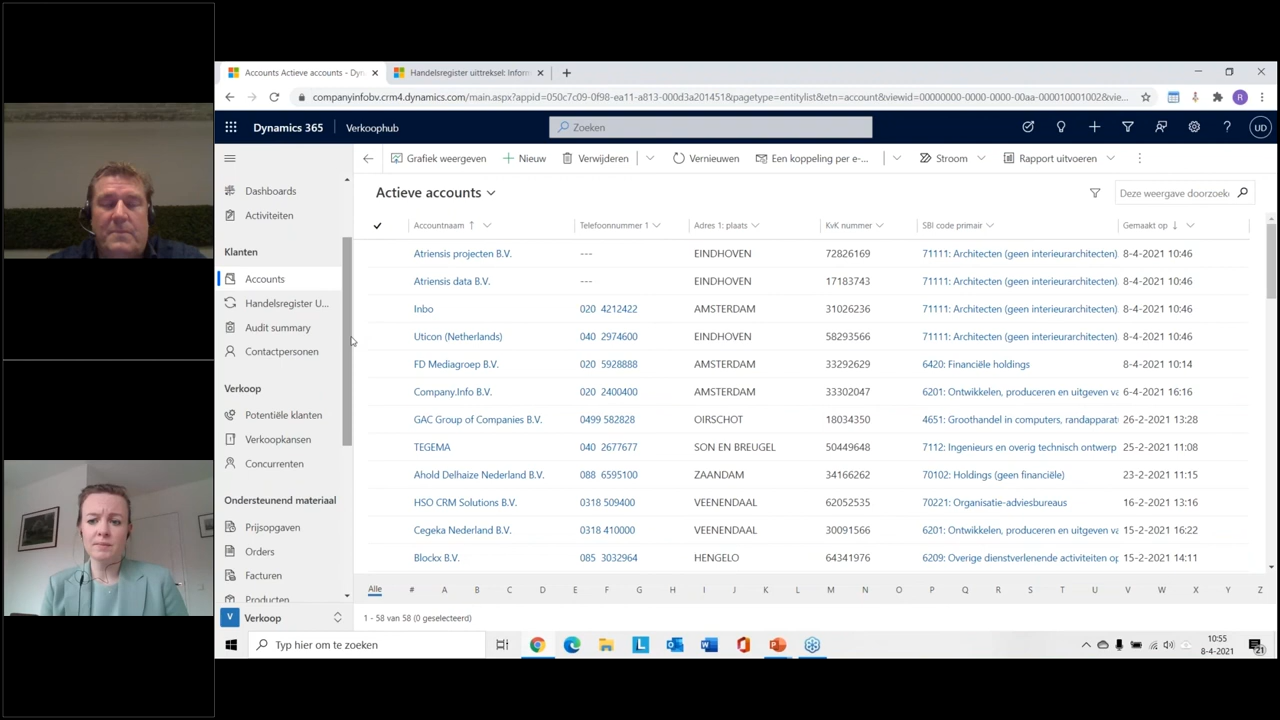 Accounts Actieve accounts - Dyn
Handelsregister uittreksel: Inform
companyinfobv.crm4.dynamics.com/main.aspx?appid=050c7c09-0f98-ea11-a813-000d3a201451&pagetype=entitylist&etn=account&viewid=00000000-0000-0000-00aa-000010001002&vie...
R
Dynamics 365
Verkoophub
Zoeken
UD
Grafiek weergeven
Nieuw
Verwijderen
Vernieuwen
Een koppeling per e-...
Stroom
Rapport uitvoeren
Dashboards
Activiteiten
Klanten
Accounts
Handelsregister U...
Audit summary
Contactpersonen
Verkoop
Potentiële klanten
Verkoopkansen
Concurrenten
Ondersteunend materiaal
Prijsopgaven
Orders
Facturen
Producten
V Verkoop
Actieve accounts
Deze weergave doorzoeke
Accountnaam Telefoonnummer 1 Adres 1: plaats KvK nummer SBI code primair Gemaakt op
Atriensis projecten B.V. --- EINDHOVEN 72826169 71111: Architecten (geen interieurarchitecten) 8-4-2021 10:46
Atriensis data B.V. --- EINDHOVEN 17183743 71111: Architecten (geen interieurarchitecten) 8-4-2021 10:46
Inbo 020 4212422 AMSTERDAM 31026236 71111: Architecten (geen interieurarchitecten) 8-4-2021 10:46
Uticon (Netherlands) 040 2974600 EINDHOVEN 58293566 71111: Architecten (geen interieurarchitecten) 8-4-2021 10:46
FD Mediagroep B.V. 020 5928888 AMSTERDAM 33292629 6420: Financiële holdings 8-4-2021 10:14
Company.Info B.V. 020 2400400 AMSTERDAM 33302047 6201: Ontwikkelen, produceren en uitgeven va 6-4-2021 16:16
GAC Group of Companies B.V. 0499 582828 OIRSCHOT 18034350 4651: Groothandel in computers, randapparat 26-2-2021 13:28
TEGEMA 040 2677677 SON EN BREUGEL 50449648 7112: Ingenieurs en overig technisch ontwerp 25-2-2021 11:08
Ahold Delhaize Nederland B.V. 088 6595100 ZAANDAM 34166262 70102: Holdings (geen financiële) 23-2-2021 11:15
HSO CRM Solutions B.V. 0318 509400 VEENENDAAL 62052535 70221: Organisatie-adviesbureaus 16-2-2021 13:16
Cegeka Nederland B.V. 0318 410000 VEENENDAAL 30091566 6201: Ontwikkelen, produceren en uitgeven va 15-2-2021 16:22
Blockx B.V. 085 3032964 HENGELO 64341976 6209: Overige dienstverlenende activiteiten op 15-2-2021 14:11
Alle # A B C D E F G H I J K L M N O P Q R S T U V W X Y Z
1 - 58 van 58 (0 geselecteerd)
Typ hier om te zoeken
L
10:55
8-4-2021
21